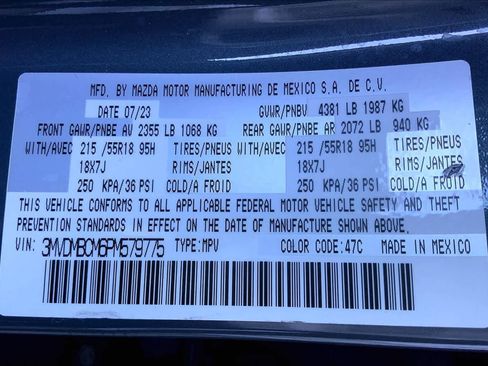 MFD. BY MAZDA MOTOR MANUFACTURING DE MEXICO S.A. DE C.V.
DATE 07/23 GVWR/PNBV 4381 LB 1987 KG
FRONT GAWR/PNBE AV 2355 LB 1068 KG REAR GAWR/PNBE AR 2072 LB 940 KG
WITH/AVEC 215 /55R18 95H TIRES/PNEUS WITH/AVEC 215 /55R18 95H TIRES/PNEUS
18X7J RIMS/JANTES 18X7J RIMS/JANTES
250 KPA/36 PSI COLD/A FROID 250 KPA/36 PSI COLD/A FROID
THIS VEHICLE CONFORMS TO ALL APPLICABLE FEDERAL MOTOR VEHICLE SAFETY AND THEFT
PREVENTION STANDARDS IN EFFECT ON THE DATE OF MANUFACTURE SHOWN ABOVE.
VIN: 3MVDMBCM6PM579775 TYPE:MPV COLOR CODE:47C MADE IN MEXICO